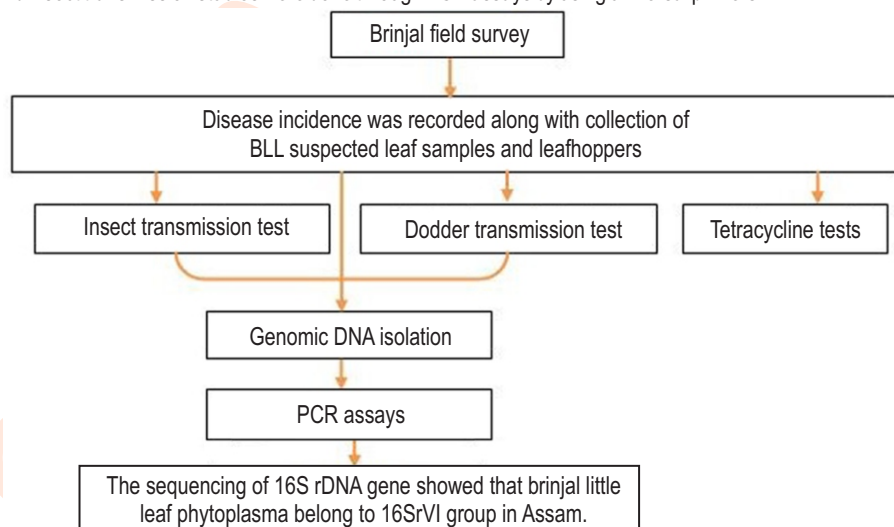 Brinjal field survey
Disease incidence was recorded along with collection of
BLL suspected leaf samples and leafhoppers
Insect transmission test
Dodder transmission test
Tetracycline tests
Genomic DNA isolation
PCR assays
The sequencing of 16S rDNA gene showed that brinjal little
leaf phytoplasma belong to 16SrVI group in Assam.